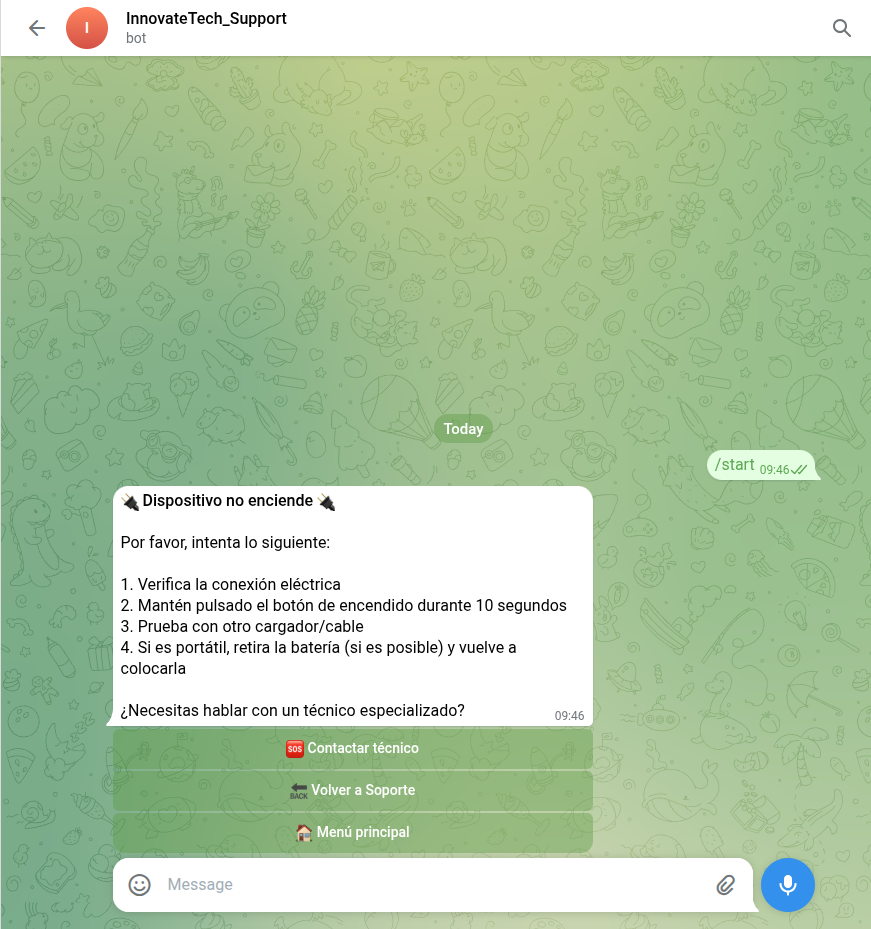 I
InnovateTech_Support
bot
Today
/start 09:46
🔌 Dispositivo no enciende 🔌
Por favor, intenta lo siguiente:
1. Verifica la conexión eléctrica
2. Mantén pulsado el botón de encendido durante 10 segundos
3. Prueba con otro cargador/cable
4. Si es portátil, retira la batería (si es posible) y vuelve a
colocarla
¿Necesitas hablar con un técnico especializado?
09:46
🆘 Contactar técnico
🔙 Volver a Soporte
🏠 Menú principal
Message